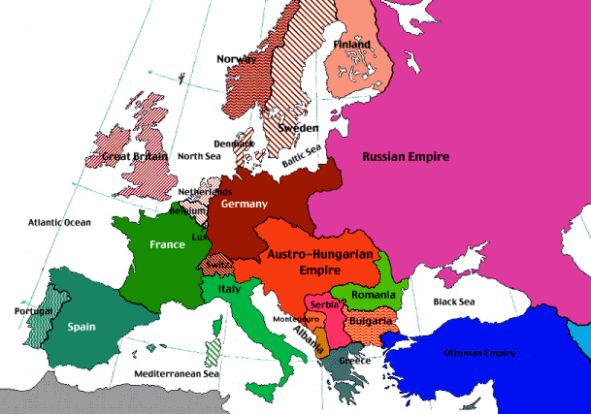 Finland
Norway
Sweden
Denmark
Baltic Sea
Russian Empire
Great Britain
North Sea
Netherlands
Belgium
Germany
Atlantic Ocean
Lux
France
Switz
Austro-Hungarian
Empire
Italy
Romania
Black Sea
Serbia
Portugal
Spain
Montenegro
Bulgaria
Albania
Greece
Ottoman Empire
Mediterranean Sea